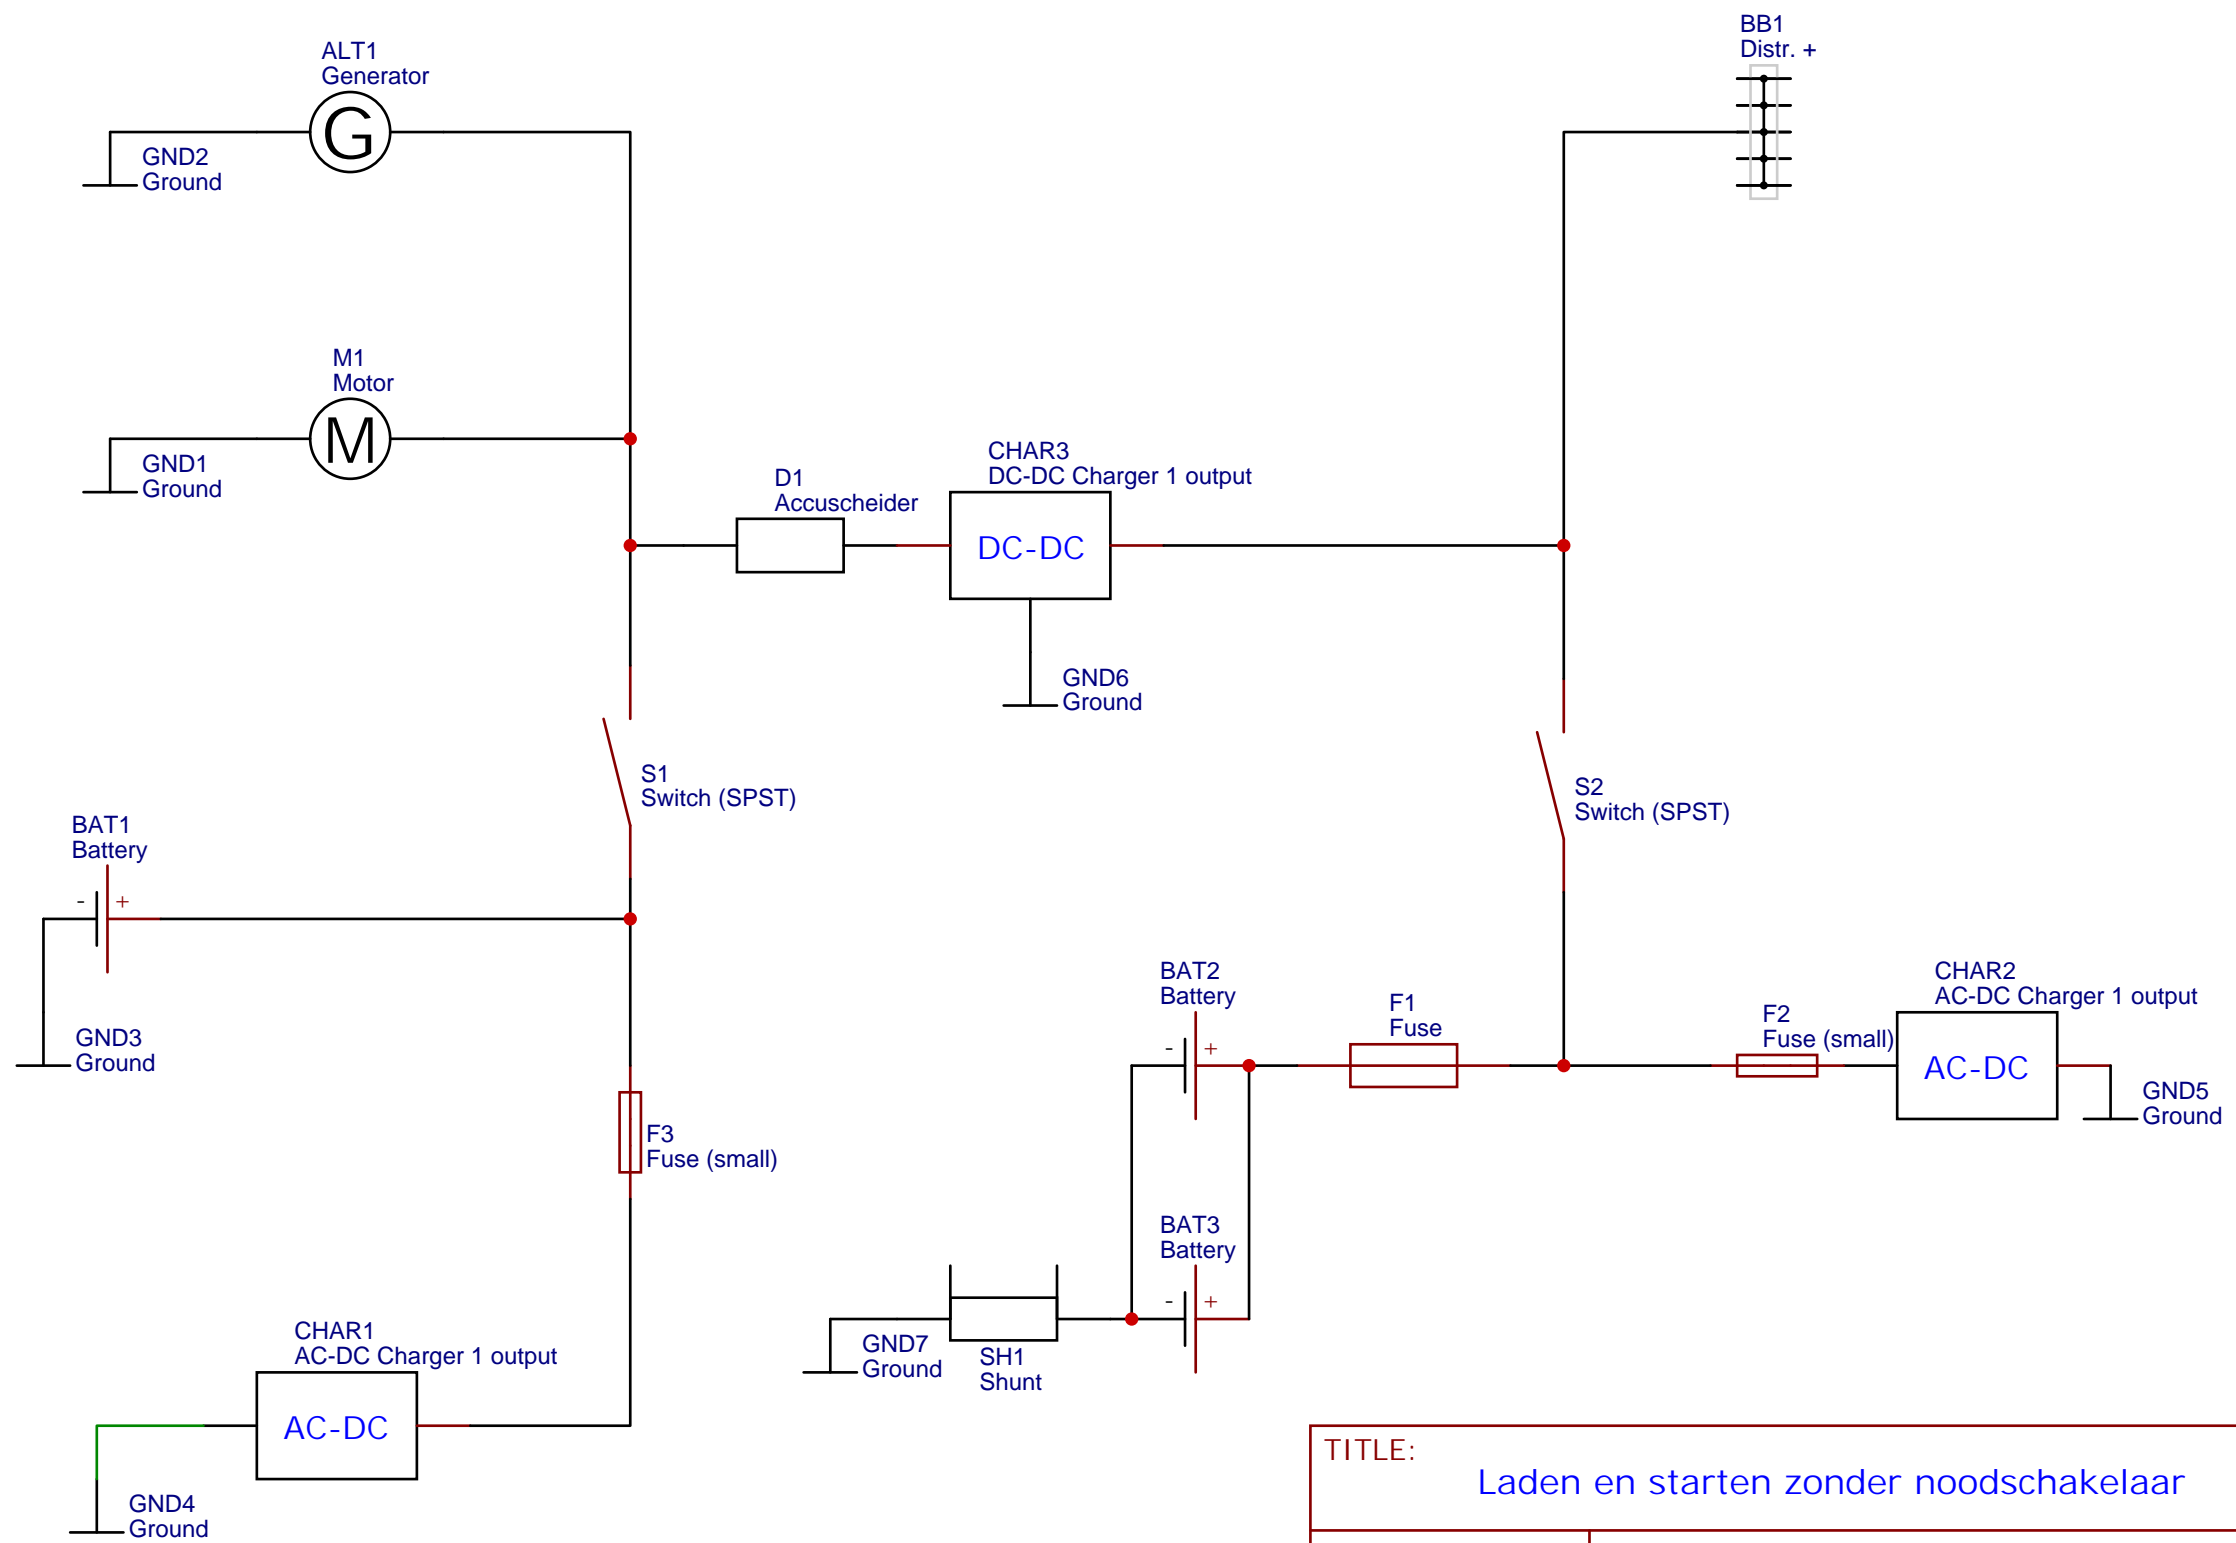 BB1
Distr. +
ALT1
Generator
G
GND2
Ground
M1
Motor
M
GND1
Ground
CHAR3
DC-DC Charger 1 output
D1
Accuscheider
DC-DC
GND6
Ground
S1
Switch (SPST)
S2
Switch (SPST)
BAT1
Battery
- +
GND3
Ground
BAT2
Battery
- +
F1
Fuse
CHAR2
AC-DC Charger 1 output
F2
Fuse (small)
AC-DC
GND5
Ground
F3
Fuse (small)
BAT3
Battery
- +
GND7
Ground
SH1
Shunt
CHAR1
AC-DC Charger 1 output
AC-DC
GND4
Ground
TITLE:
Laden en starten zonder noodschakelaar